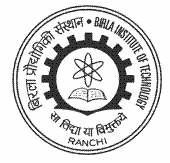 बिरला प्रौद्योगिकी संस्थान • BIRLA INSTITUTE OF TECHNOLOGY
सा विद्या या विमुक्तये
RANCHI